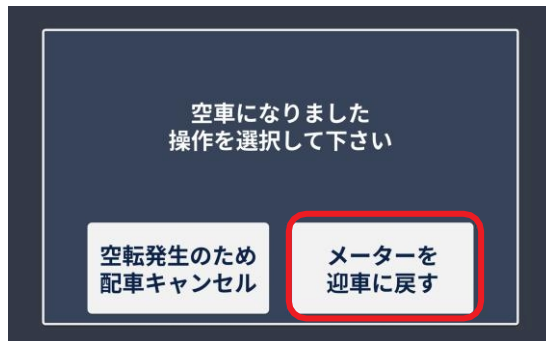 空車になりました
操作を選択して下さい
空転発生のため
配車キャンセル
メーターを
迎車に戻す